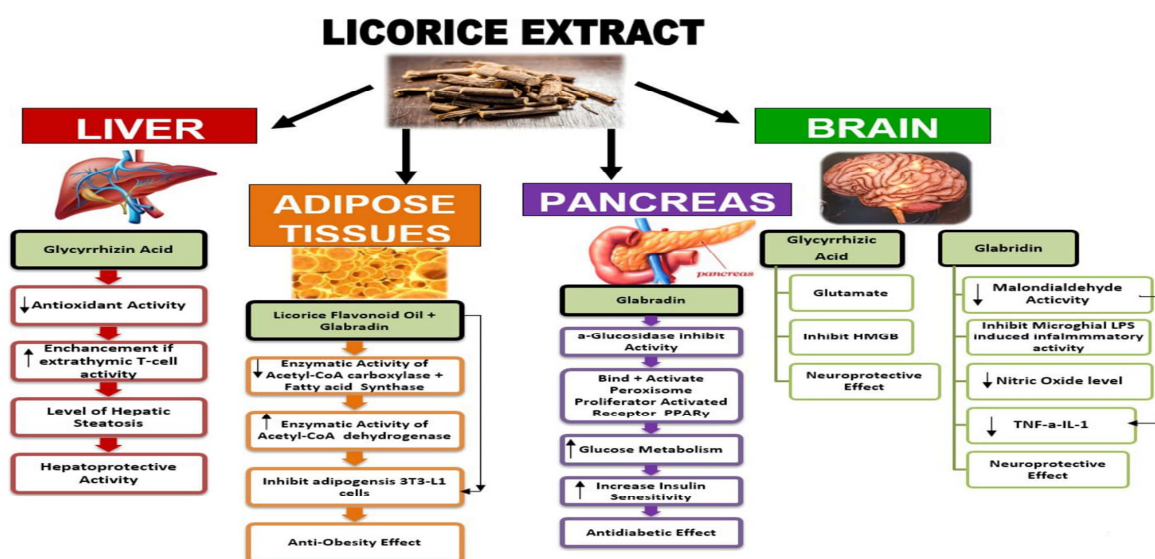 LICORICE EXTRACT
LIVER
Glycyrrhizin Acid
↓ Antioxidant Activity
↑ Enchancement if
extrathymic T-cell
activity
Level of Hepatic
Steatosis
Hepatoprotective
Activity
ADIPOSE
TISSUES
Licorice Flavonoid Oil +
Glabradin
↓ Enzymatic Activity of
Acetyl-CoA carboxylase +
Fatty acid Synthase
↑ Enzymatic Activity of
Acetyl-CoA dehydrogenase
Inhibit adipogensis 3T3-L1
cells
Anti-Obesity Effect
PANCREAS
pancreas
Glabradin
a-Glucosidase inhibit
Activity
Bind + Activate
Peroxisome
Proliferator Activated
Receptor PPARγ
↑ Glucose Metabolism
↑ Increase Insulin
Senesitivity
Antidiabetic Effect
BRAIN
Glycyrrhizic
Acid
Glutamate
Inhibit HMGB
Neuroprotective
Effect
Glabridin
↓ Malondialdehyde
Acticvity
Inhibit Microghial LPS
induced infalmmmatory
activity
↓ Nitric Oxide level
↓ TNF-a-IL-1
Neuroprotective
Effect